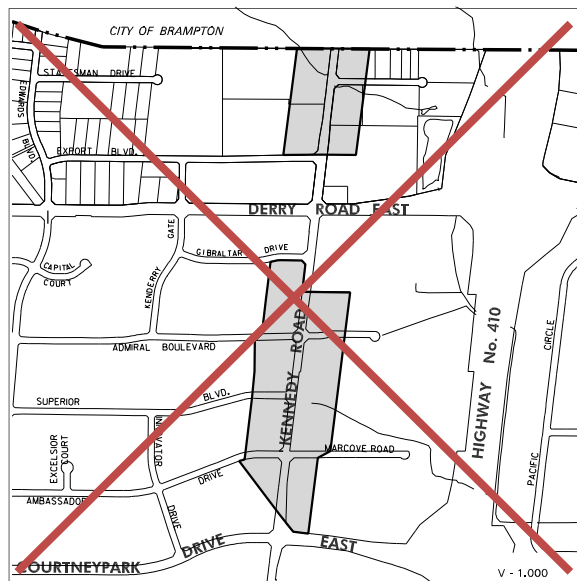 CITY OF BRAMPTON
STATESMAN DRIVE
EDWARDS
BLVD.
EXPORT BLVD.
DERRY ROAD EAST
GATE
GIBRALTAR DRIVE
CAPITAL
COURT
KENDERRY
HIGHWAY No. 410
CIRCLE
ADMIRAL BOULEVARD
KENNEDY ROAD
SUPERIOR BLVD.
INNOVATOR
EXCELSIOR
COURT
MARCOVE ROAD
DRIVE
PACIFIC
AMBASSADOR
DRIVE
COURTNEYPARK DRIVE EAST
V - 1.000